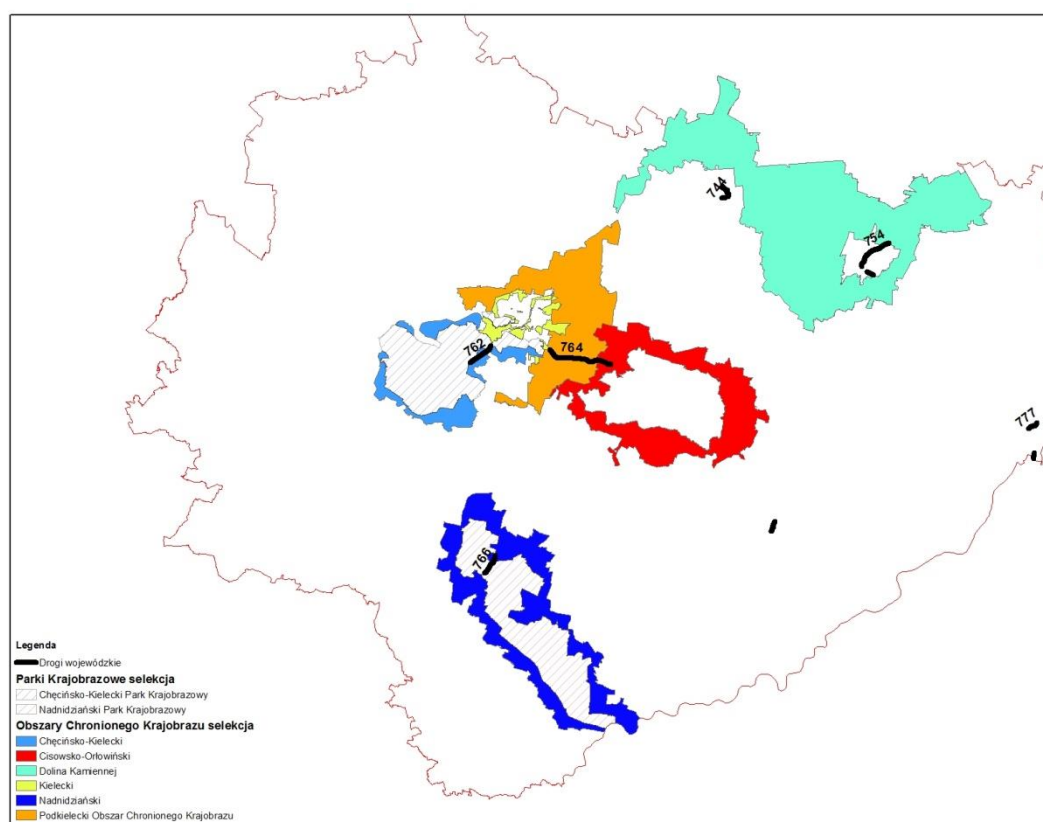 744
754
762
764
777
766
Legenda
Drogi wojewódzkie
Parki Krajobrazowe selekcja
Chęcińsko-Kielecki Park Krajobrazowy
Nadnidziański Park Krajobrazowy
Obszary Chronionego Krajobrazu selekcja
Chęcińsko-Kielecki
Cisowsko-Orłowiński
Dolina Kamiennej
Kielecki
Nadnidziański
Podkielecki Obszar Chronionego Krajobrazu